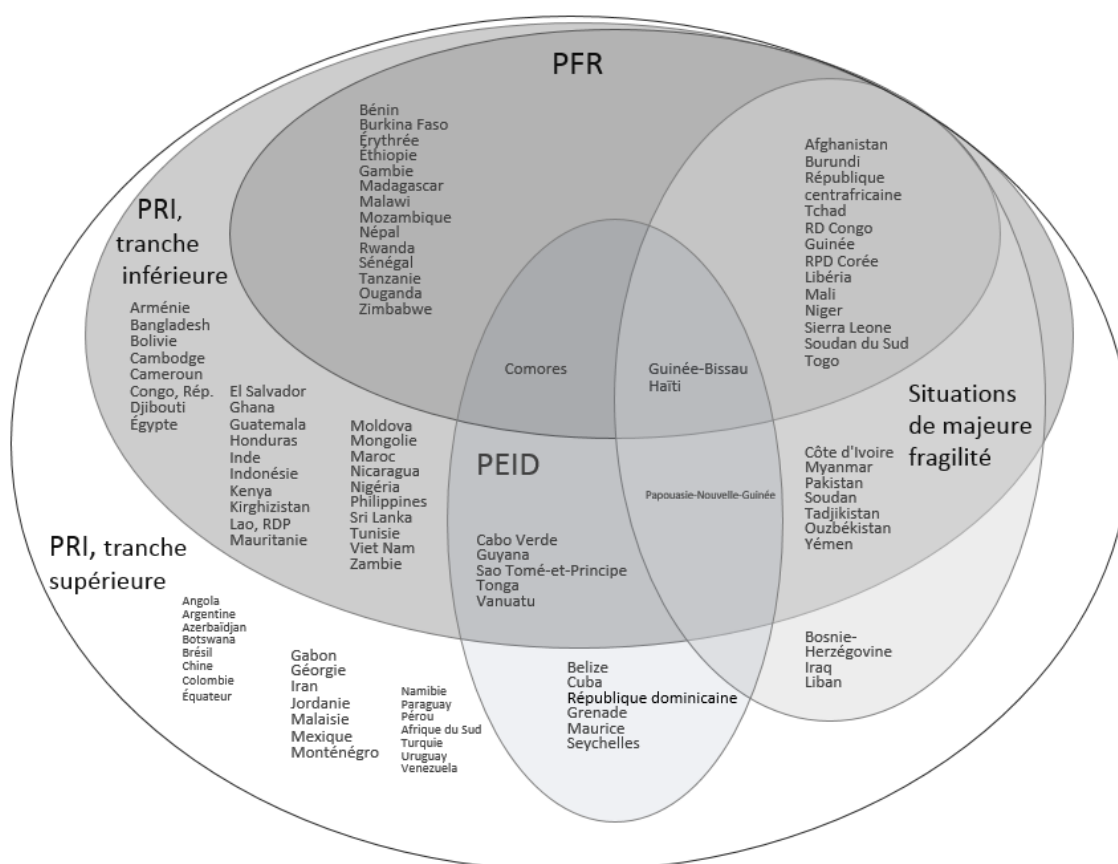 PFR
Bénin
Burkina Faso
Érythrée
Éthiopie
Gambie
Madagascar
Malawi
Mozambique
Népal
Rwanda
Sénégal
Tanzanie
Ouganda
Zimbabwe
Afghanistan
Burundi
République
centrafricaine
Tchad
RD Congo
Guinée
RPD Corée
Libéria
Mali
Niger
Sierra Leone
Soudan du Sud
Togo
Comores
Guinée-Bissau
Haïti
PRI,
tranche
inférieure
Arménie
Bangladesh
Bolivie
Cambodge
Cameroun
Congo, Rép.
Djibouti
Égypte
El Salvador
Ghana
Guatemala
Honduras
Inde
Indonésie
Kenya
Kirghizistan
Lao, RDP
Mauritanie
Moldova
Mongolie
Maroc
Nicaragua
Nigéria
Philippines
Sri Lanka
Tunisie
Viet Nam
Zambie
PEID
Cabo Verde
Guyana
Sao Tomé-et-Principe
Tonga
Vanuatu
Papouasie-Nouvelle-Guinée
Situations
de majeure
fragilité
Côte d'Ivoire
Myanmar
Pakistan
Soudan
Tadjikistan
Ouzbékistan
Yémen
PRI, tranche
supérieure
Angola
Argentine
Azerbaïdjan
Botswana
Brésil
Chine
Colombie
Équateur
Gabon
Géorgie
Iran
Jordanie
Malaisie
Mexique
Monténégro
Namibie
Paraguay
Pérou
Afrique du Sud
Turquie
Uruguay
Venezuela
Belize
Cuba
République dominicaine
Grenade
Maurice
Seychelles
Bosnie-
Herzégovine
Iraq
Liban